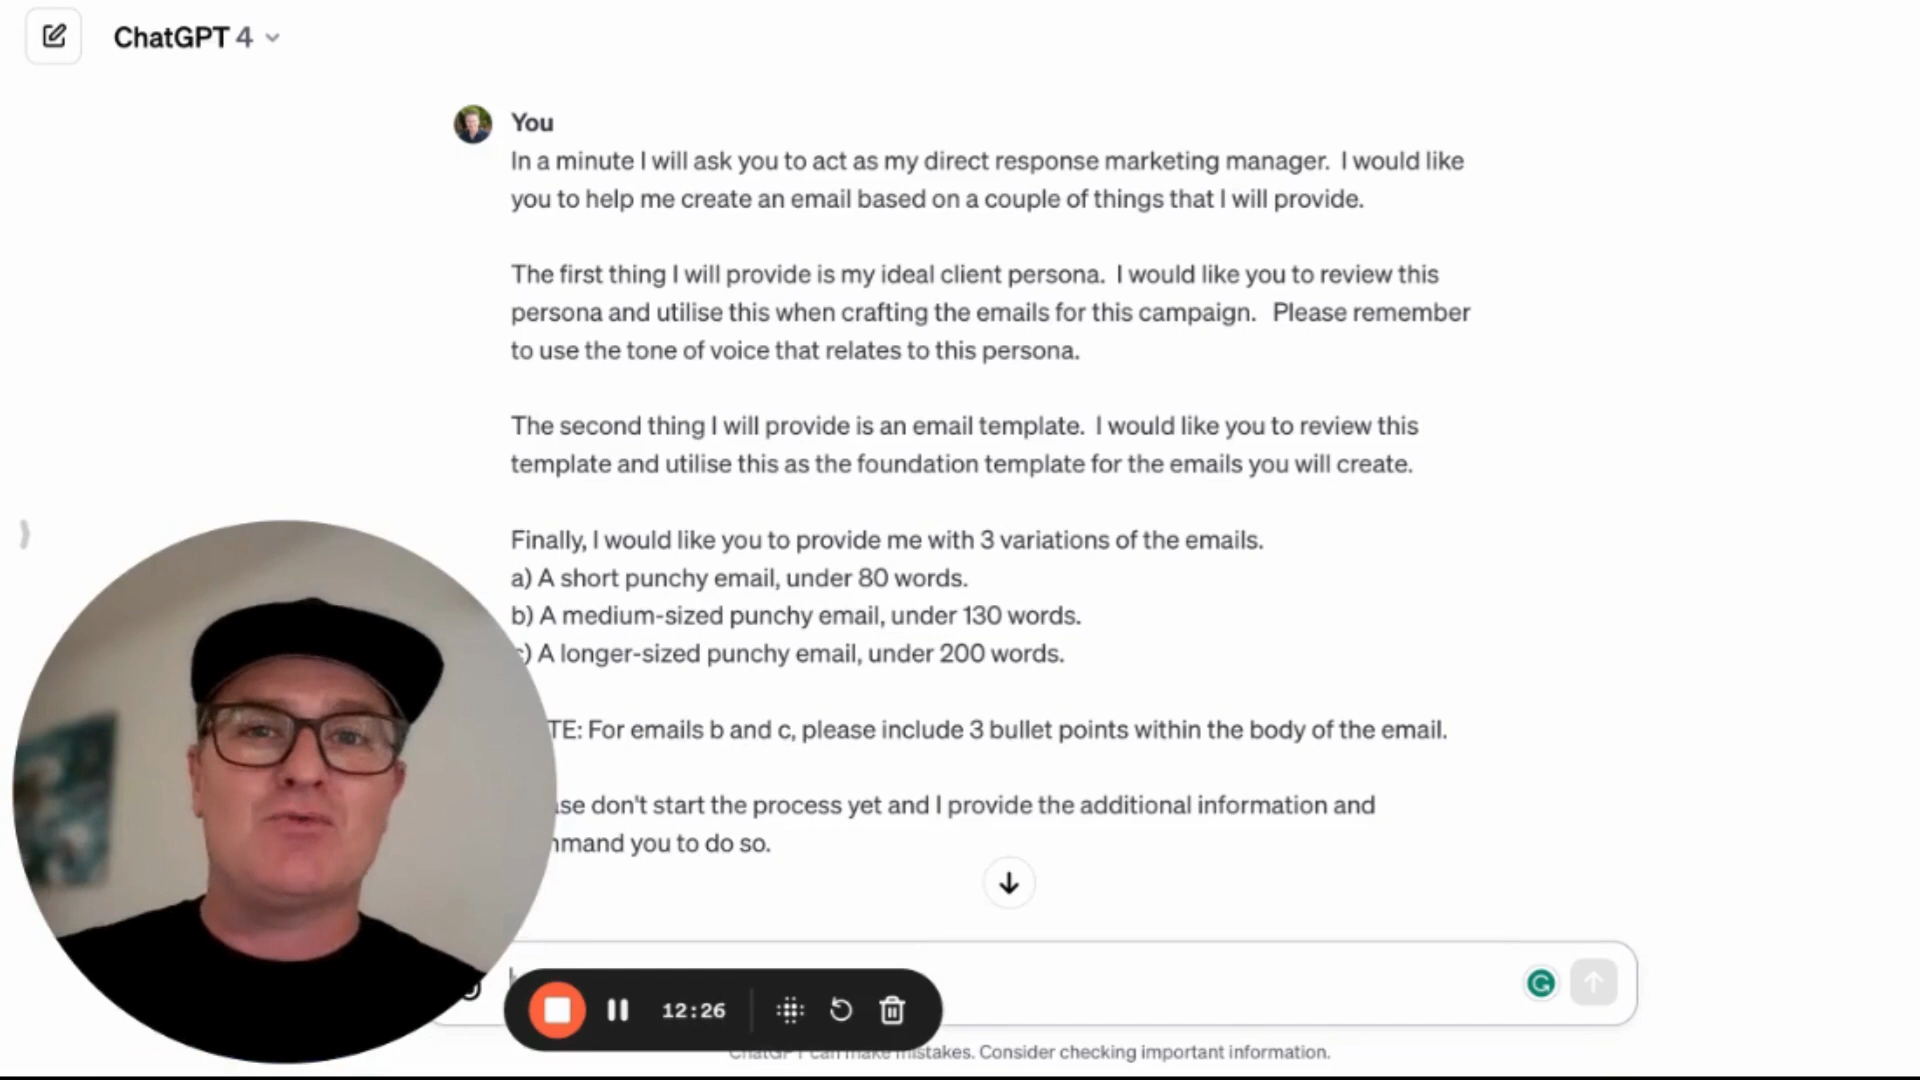 ChatGPT 4
You
In a minute I will ask you to act as my direct response marketing manager. I would like
you to help me create an email based on a couple of things that I will provide.
The first thing I will provide is my ideal client persona. I would like you to review this
persona and utilise this when crafting the emails for this campaign. Please remember
to use the tone of voice that relates to this persona.
The second thing I will provide is an email template. I would like you to review this
template and utilise this as the foundation template for the emails you will create.
Finally, I would like you to provide me with 3 variations of the emails.
a) A short punchy email, under 80 words.
b) A medium-sized punchy email, under 130 words.
) A longer-sized punchy email, under 200 words.
TE: For emails b and c, please include 3 bullet points within the body of the email.
se don't start the process yet and I provide the additional information and
mmand you to do so.
12:26
ChatGPT can make mistakes. Consider checking important information.